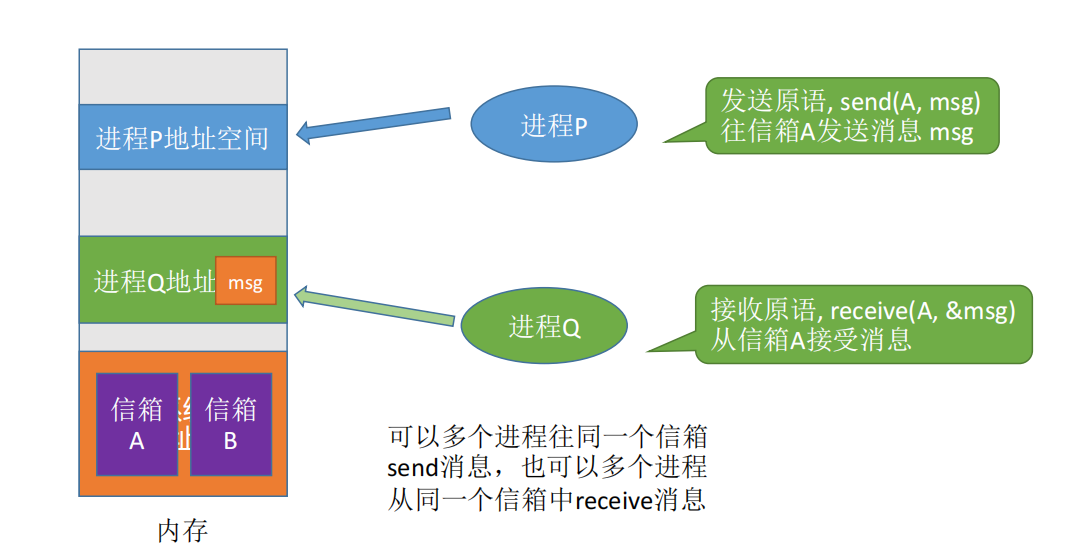 进程P地址空间
进程P
发送原语, send(A, msg)
往信箱A发送消息 msg
进程Q地址
msg
进程Q
接收原语, receive(A, &msg)
从信箱A接受消息
信箱
A
信箱
B
可以多个进程往同一个信箱
send消息，也可以多个进程
从同一个信箱中receive消息
内存